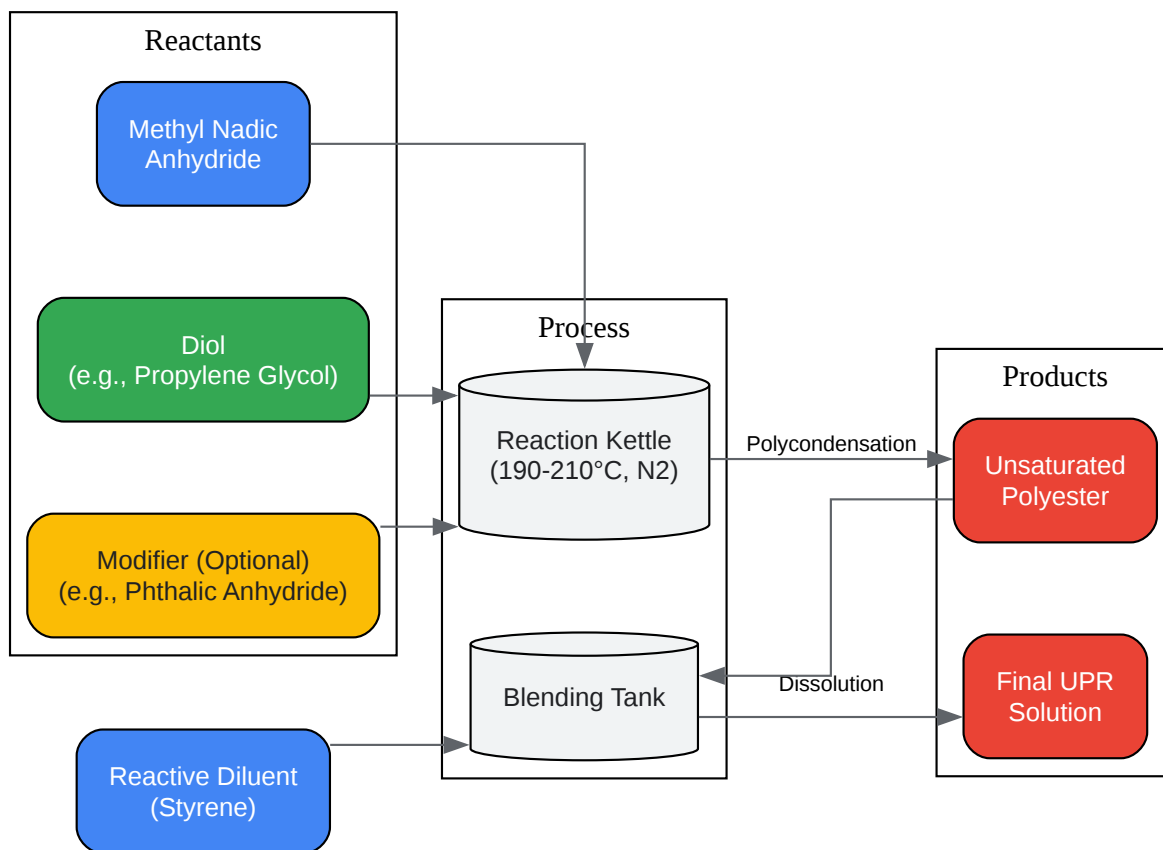 Reactants
Methyl Nadic
Anhydride
Diol
(e.g., Propylene Glycol)
Modifier (Optional)
(e.g., Phthalic Anhydride)
Reactive Diluent
(Styrene)
Process
Reaction Kettle
(190-210°C, N2)
Blending Tank
Polycondensation
Dissolution
Products
Unsaturated
Polyester
Final UPR
Solution